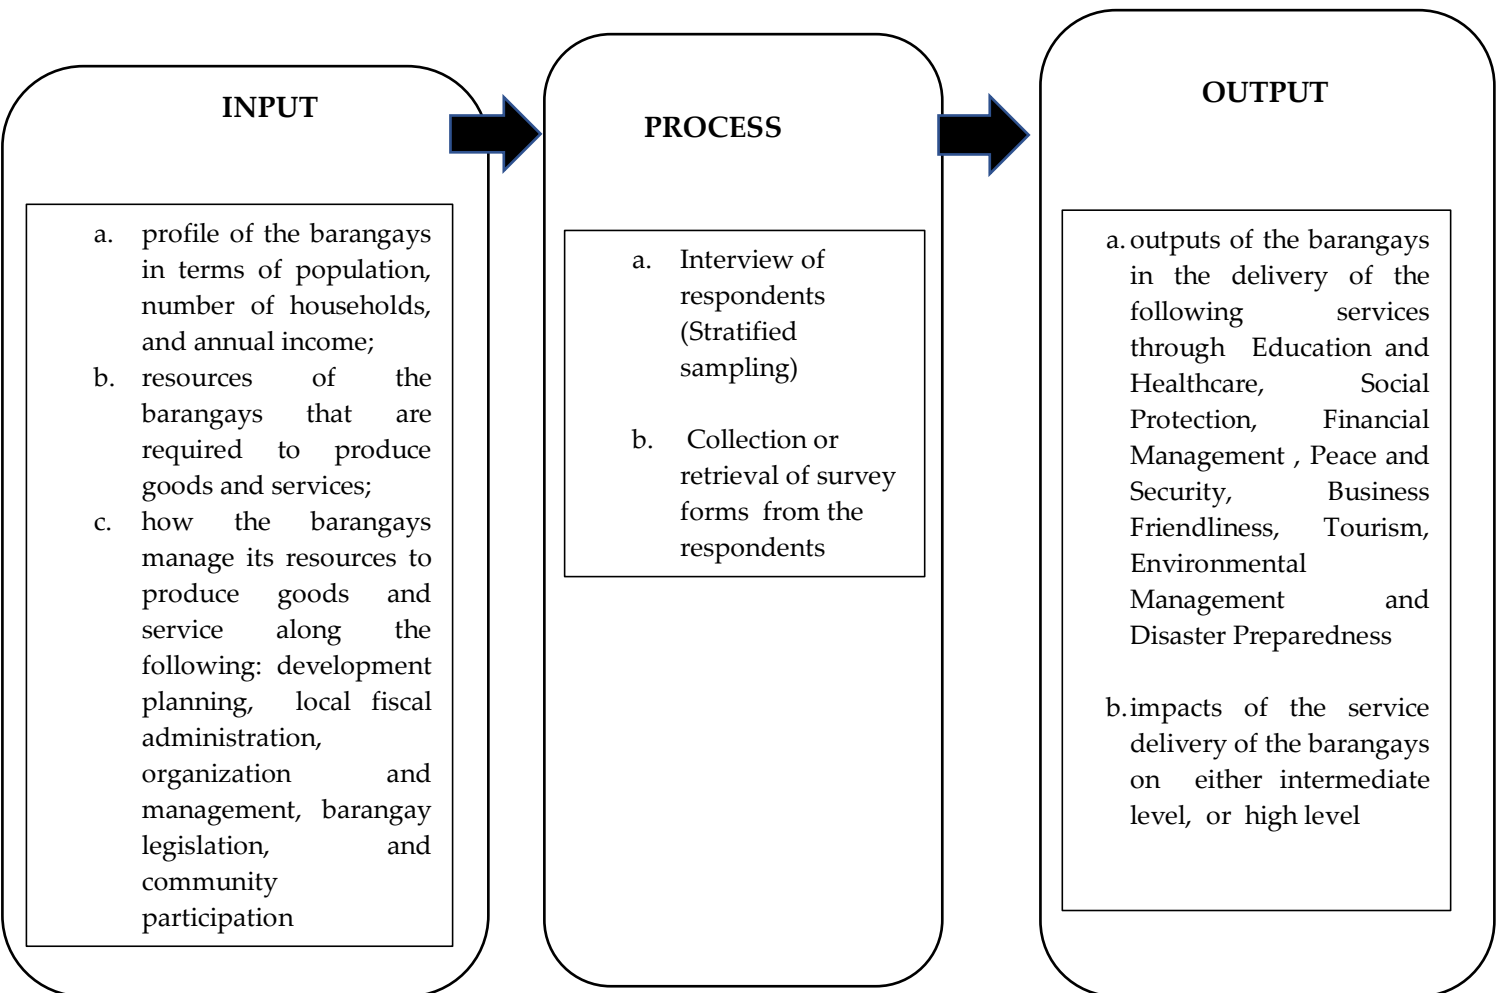 INPUT
a. profile of the barangays
in terms of population,
number of households,
and annual income;
b. resources of the
barangays that are
required to produce
goods and services;
c. how the barangays
manage its resources to
produce goods and
service along the
following: development
planning, local fiscal
administration,
organization and
management, barangay
legislation, and
community
participation
PROCESS
a. Interview of
respondents
(Stratified
sampling)
b. Collection or
retrieval of survey
forms from the
respondents
OUTPUT
a. outputs of the barangays
in the delivery of the
following services
through Education and
Healthcare, Social
Protection, Financial
Management , Peace and
Security, Business
Friendliness, Tourism,
Environmental
Management and
Disaster Preparedness
b. impacts of the service
delivery of the barangays
on either intermediate
level, or high level